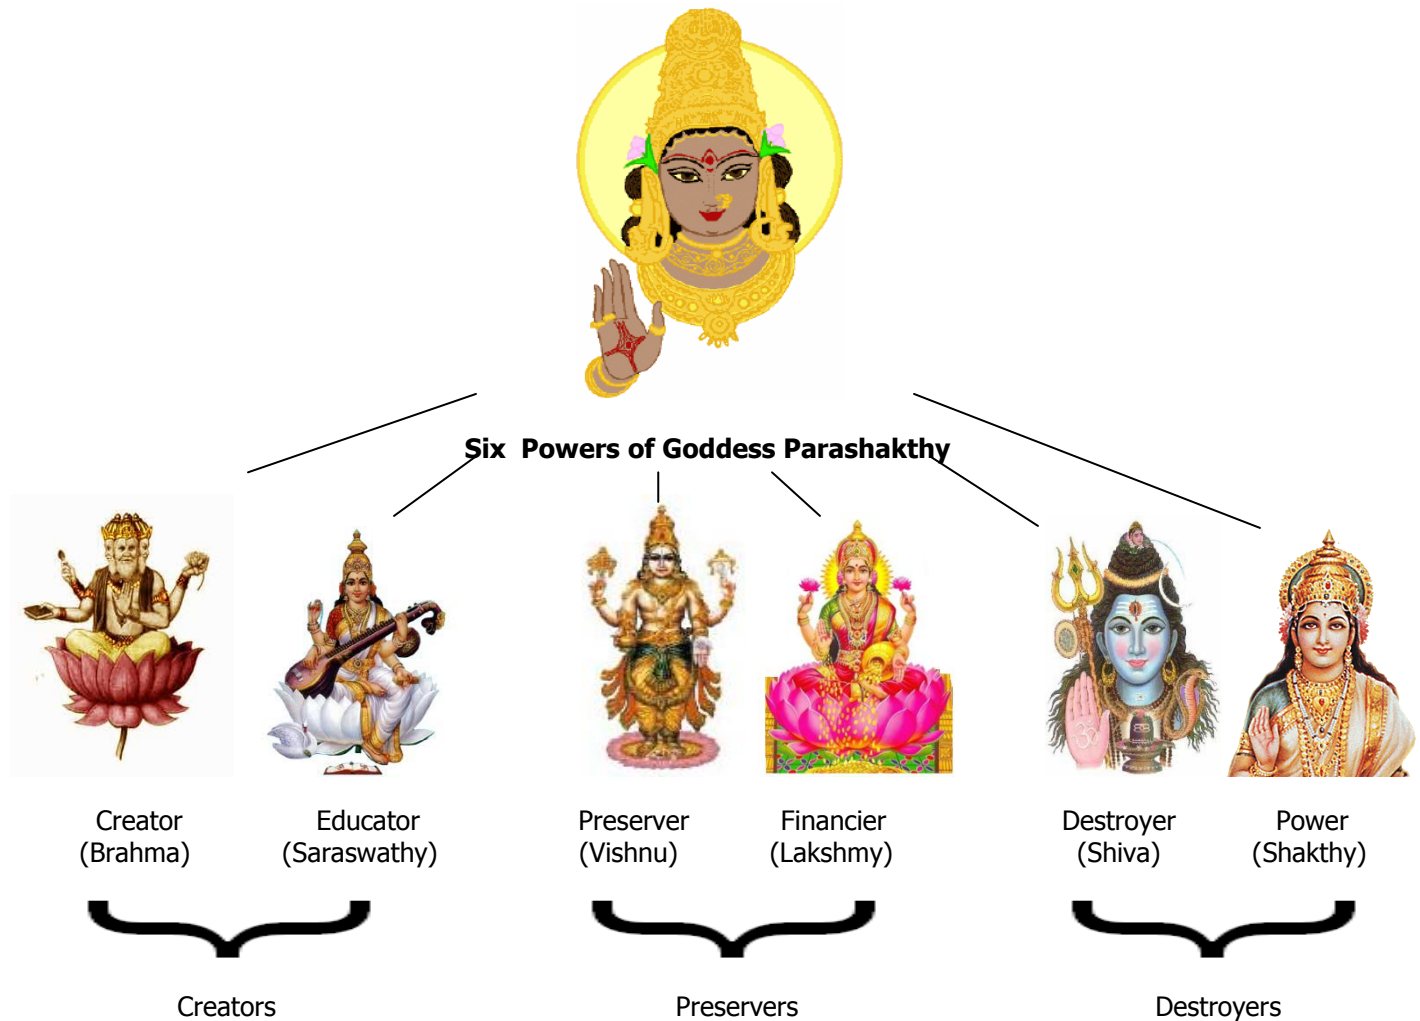 Six Powers of Goddess Parashakthy
Creator
(Brahma)
Educator
(Saraswathy)
Preserver
(Vishnu)
Financier
(Lakshmy)
Destroyer
(Shiva)
Power
(Shakthy)
Creators
Preservers
Destroyers